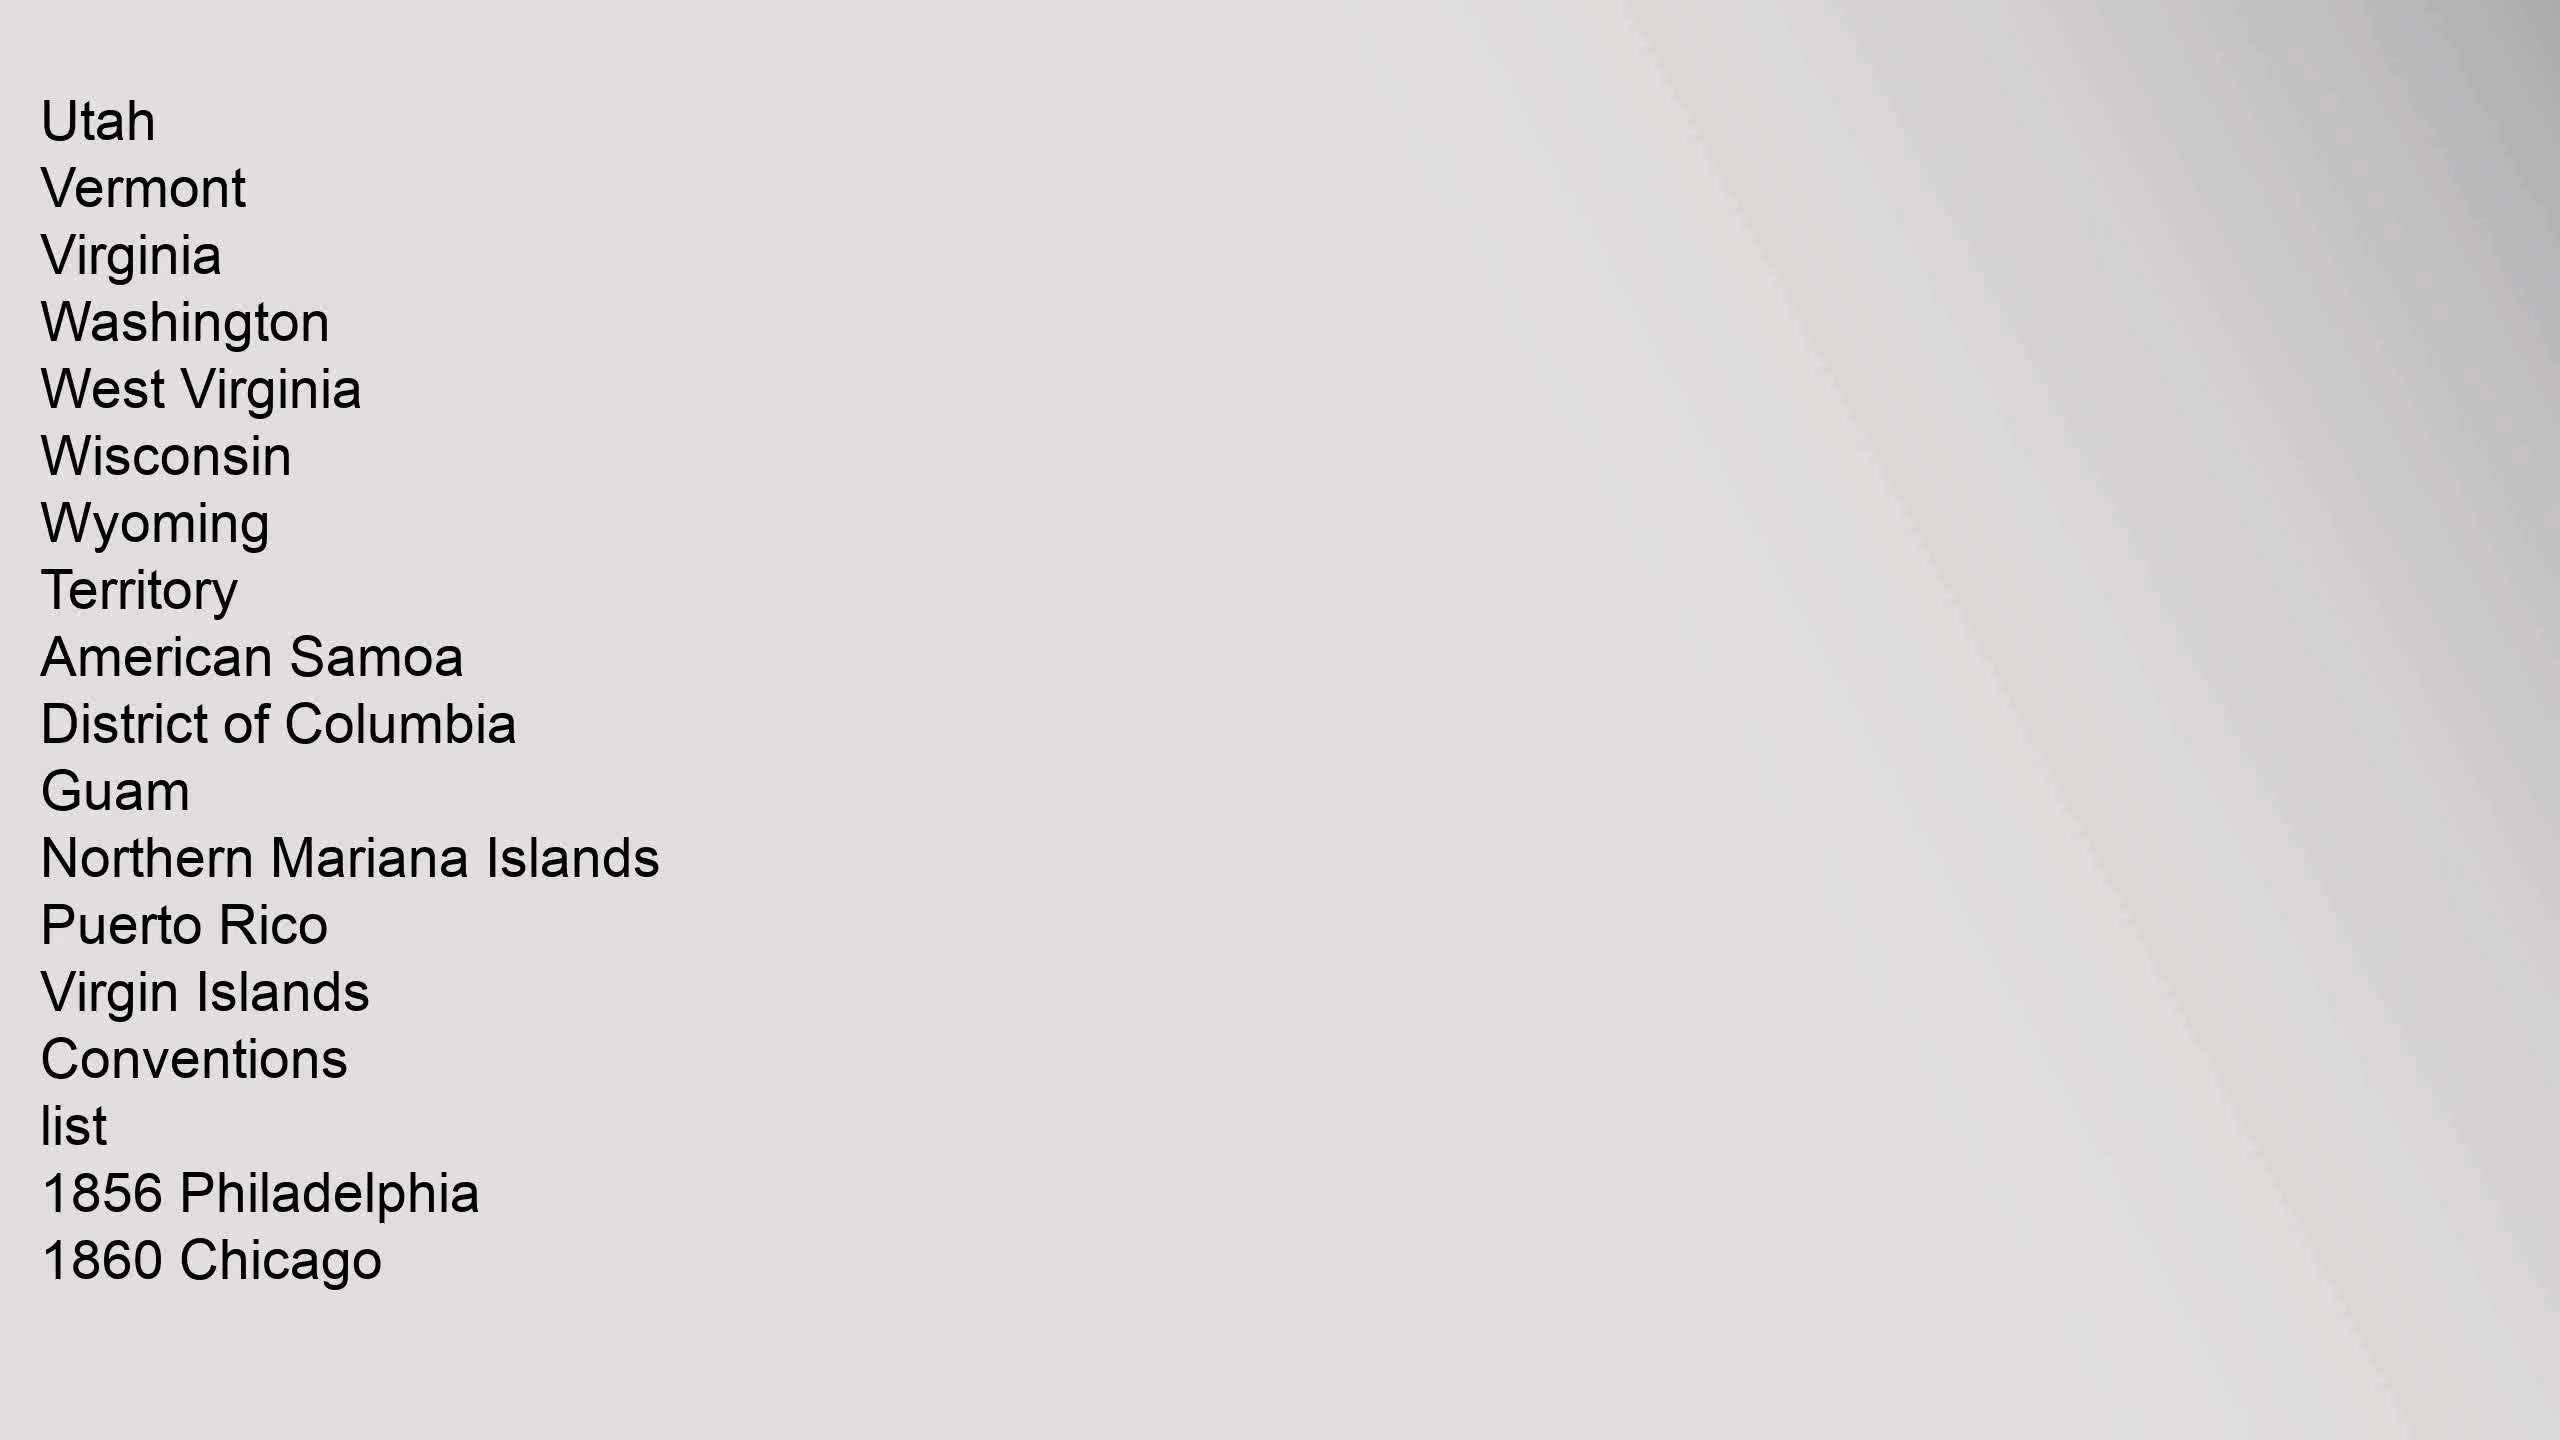 Utah
Vermont
Virginia
Washington
West Virginia
Wisconsin
Wyoming
Territory
American Samoa
District of Columbia
Guam
Northern Mariana Islands
Puerto Rico
Virgin Islands
Conventions
list
1856 Philadelphia
1860 Chicago